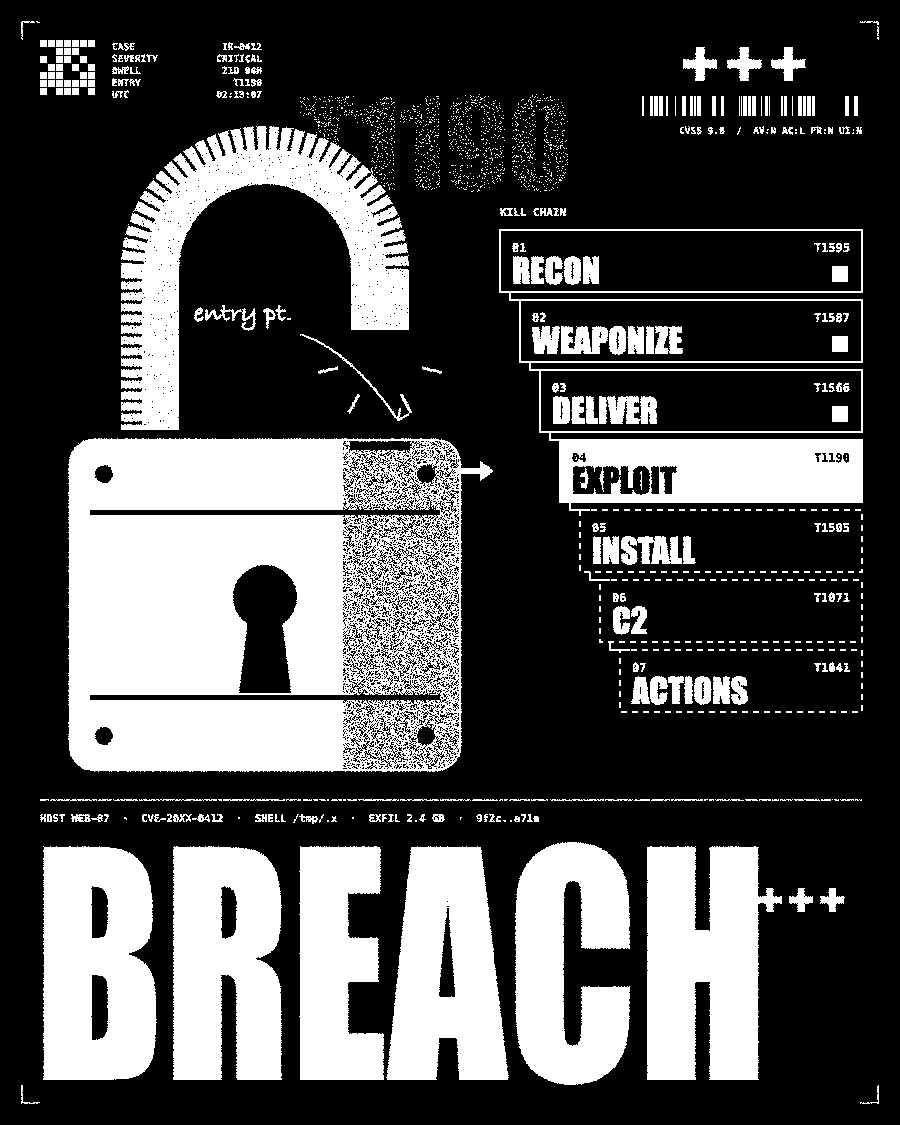 CASE IR-0412
SEVERITY CRITICAL
DWELL 21D 06H
ENTRY T1190
UTC 02:13:07
CVSS 9.8 / AV:N AC:L PR:N UI:N
T1190
KILL CHAIN
01 T1595
RECON
02 T1587
WEAPONIZE
03 T1566
DELIVER
04 T1190
EXPLOIT
05 T1505
INSTALL
06 T1071
C2
07 T1041
ACTIONS
entry pt.
HOST WEB-07 · CVE-20XX-0412 · SHELL /tmp/.x · EXFIL 2.4 GB · 9f2c..a71e
BREACH